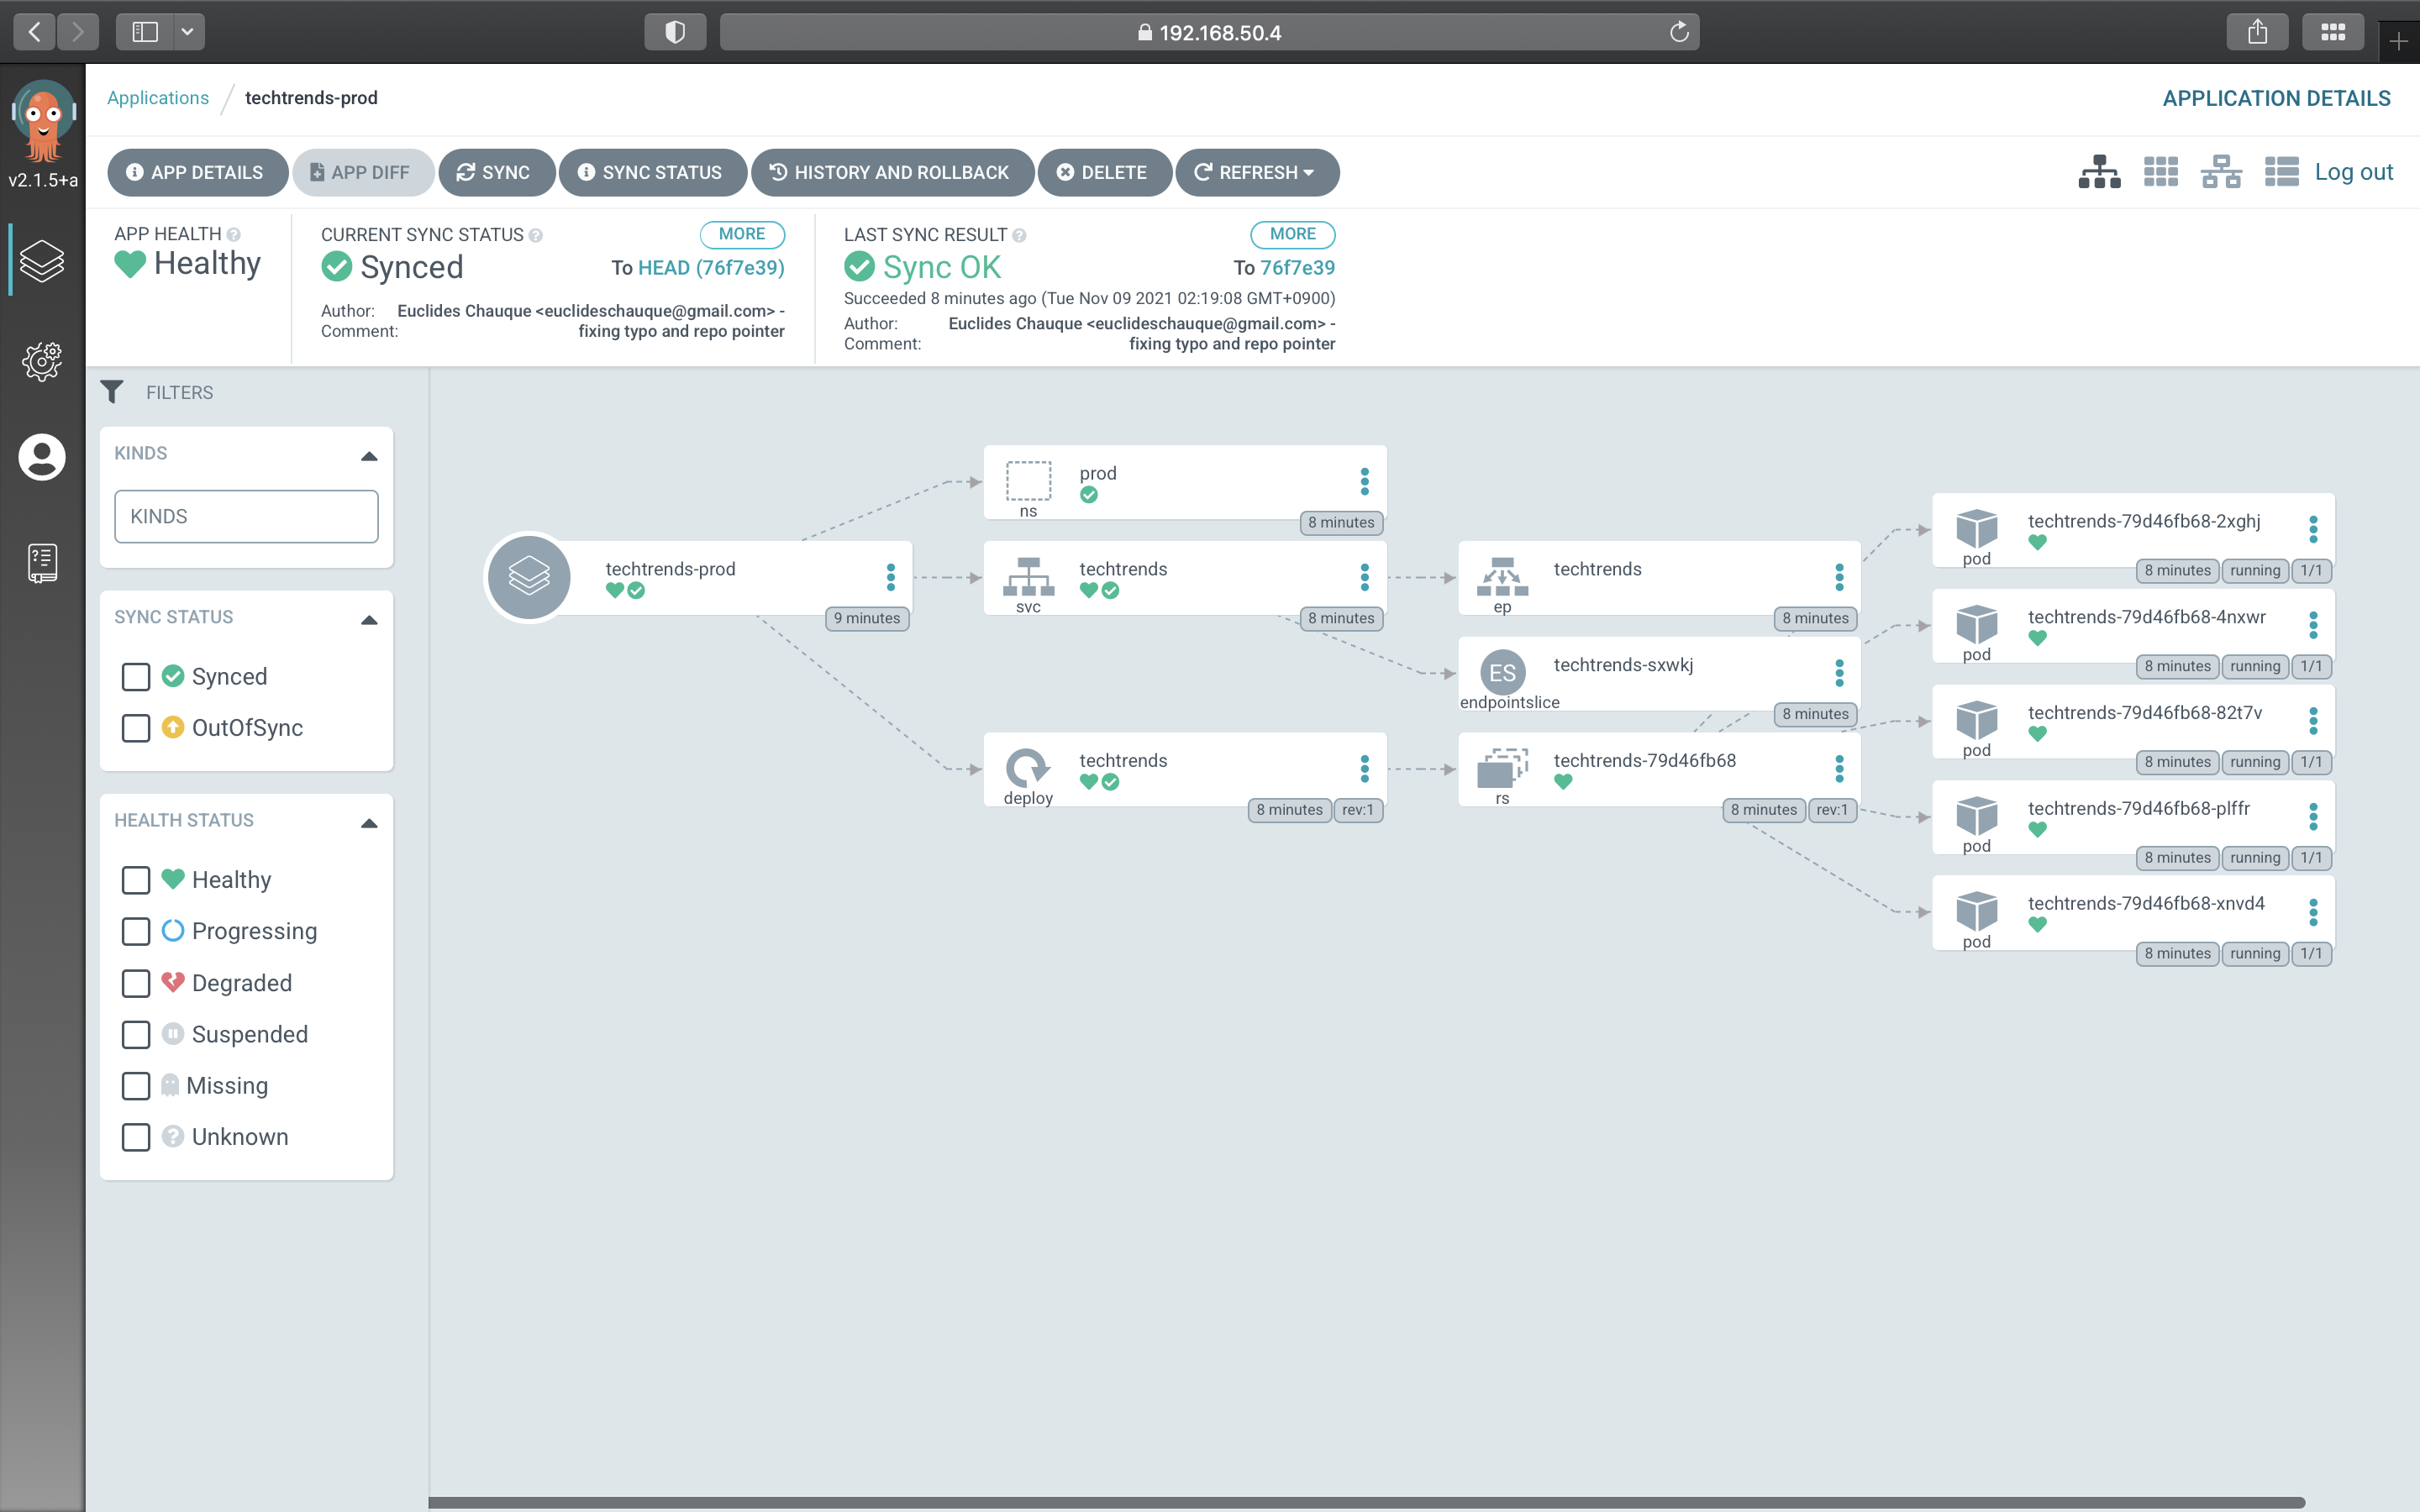 192.168.50.4
v2.1.5+a
Applications / techtrends-prod
APPLICATION DETAILS
APP DETAILS
APP DIFF
SYNC
SYNC STATUS
HISTORY AND ROLLBACK
DELETE
REFRESH
Log out
APP HEALTH
Healthy
CURRENT SYNC STATUS
MORE
Synced
To HEAD (76f7e39)
Author: Euclides Chauque <euclideschauque@gmail.com> -
Comment: fixing typo and repo pointer
LAST SYNC RESULT
MORE
Sync OK
To 76f7e39
Succeeded 8 minutes ago (Tue Nov 09 2021 02:19:08 GMT+0900)
Author: Euclides Chauque <euclideschauque@gmail.com> -
Comment: fixing typo and repo pointer
FILTERS
KINDS
KINDS
SYNC STATUS
Synced
OutOfSync
HEALTH STATUS
Healthy
Progressing
Degraded
Suspended
Missing
Unknown
techtrends-prod
9 minutes
prod
ns
8 minutes
techtrends
svc
8 minutes
techtrends
deploy
8 minutes rev:1
techtrends
ep
8 minutes
ES
techtrends-sxwkj
endpointslice
8 minutes
techtrends-79d46fb68
rs
8 minutes rev:1
techtrends-79d46fb68-2xghj
pod
8 minutes running 1/1
techtrends-79d46fb68-4nxwr
pod
8 minutes running 1/1
techtrends-79d46fb68-82t7v
pod
8 minutes running 1/1
techtrends-79d46fb68-plffr
pod
8 minutes running 1/1
techtrends-79d46fb68-xnvd4
pod
8 minutes running 1/1